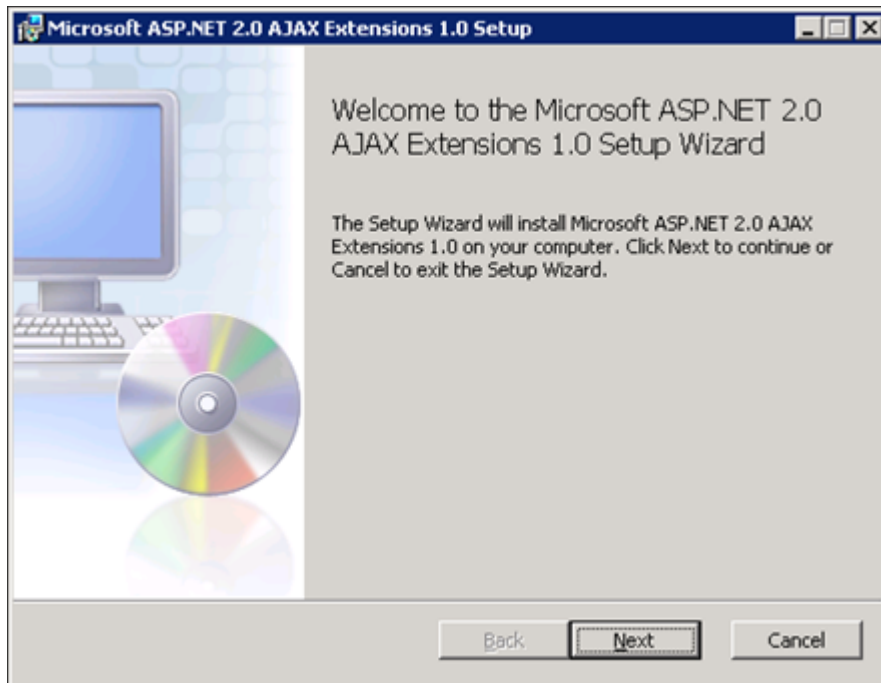 Microsoft ASP.NET 2.0 AJAX Extensions 1.0 Setup
Welcome to the Microsoft ASP.NET 2.0
AJAX Extensions 1.0 Setup Wizard
The Setup Wizard will install Microsoft ASP.NET 2.0 AJAX
Extensions 1.0 on your computer. Click Next to continue or
Cancel to exit the Setup Wizard.
Back Next Cancel